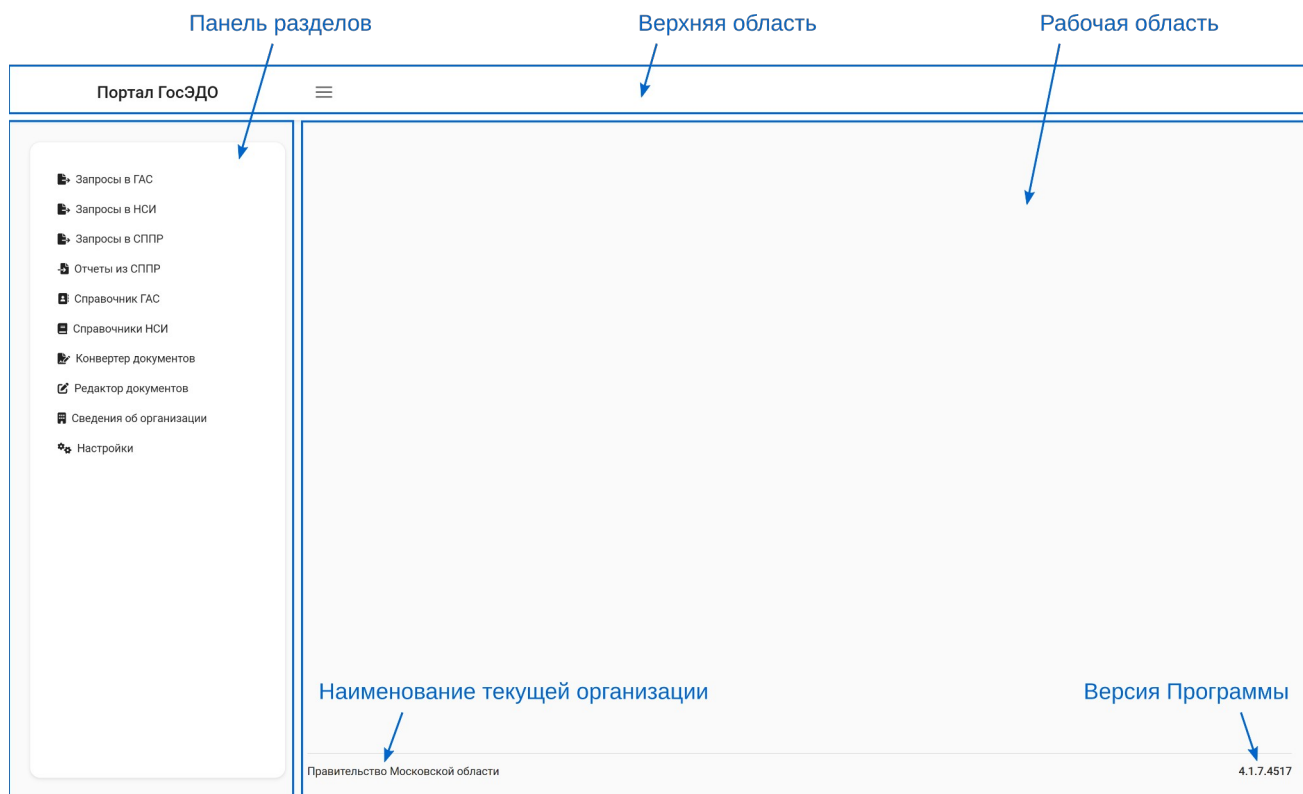 Панель разделов
Верхняя область
Рабочая область
Портал ГосЭДО
Запросы в ГАС
Запросы в НСИ
Запросы в СППР
Отчеты из СППР
Справочник ГАС
Справочники НСИ
Конвертер документов
Редактор документов
Сведения об организации
Настройки
Наименование текущей организации
Версия Программы
Правительство Московской области
4.1.7.4517